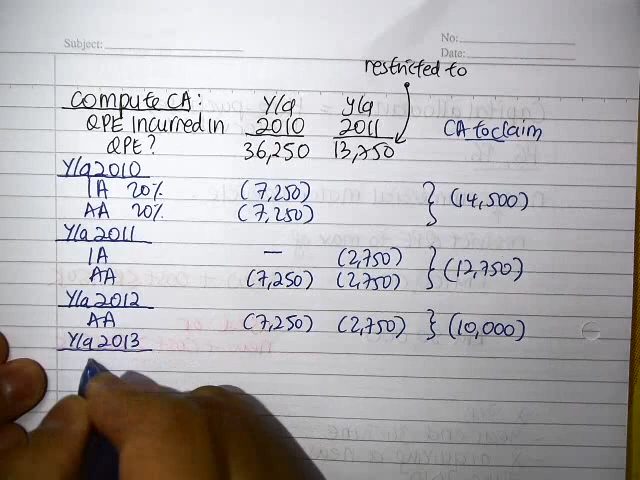 Subject:
No:
Date:
restricted to
Compute CA: Y/a Y/a
QPE Incurred in 2010 2011 CA to claim
QPE? 36,250 13,750
Y/a 2010
IA 20% (7,250)
AA 20% (7,250) (14,500)
Y/a 2011
IA — (2,750)
AA (7,250) (2,750) (12,750)
Y/a 2012
AA (7,250) (2,750) (10,000)
Y/a 2013